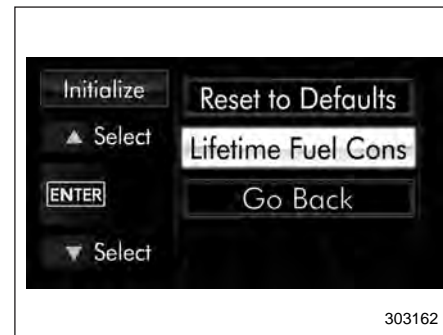 Initialize
▲ Select
ENTER
▼ Select
Reset to Defaults
Lifetime Fuel Cons
Go Back
303162